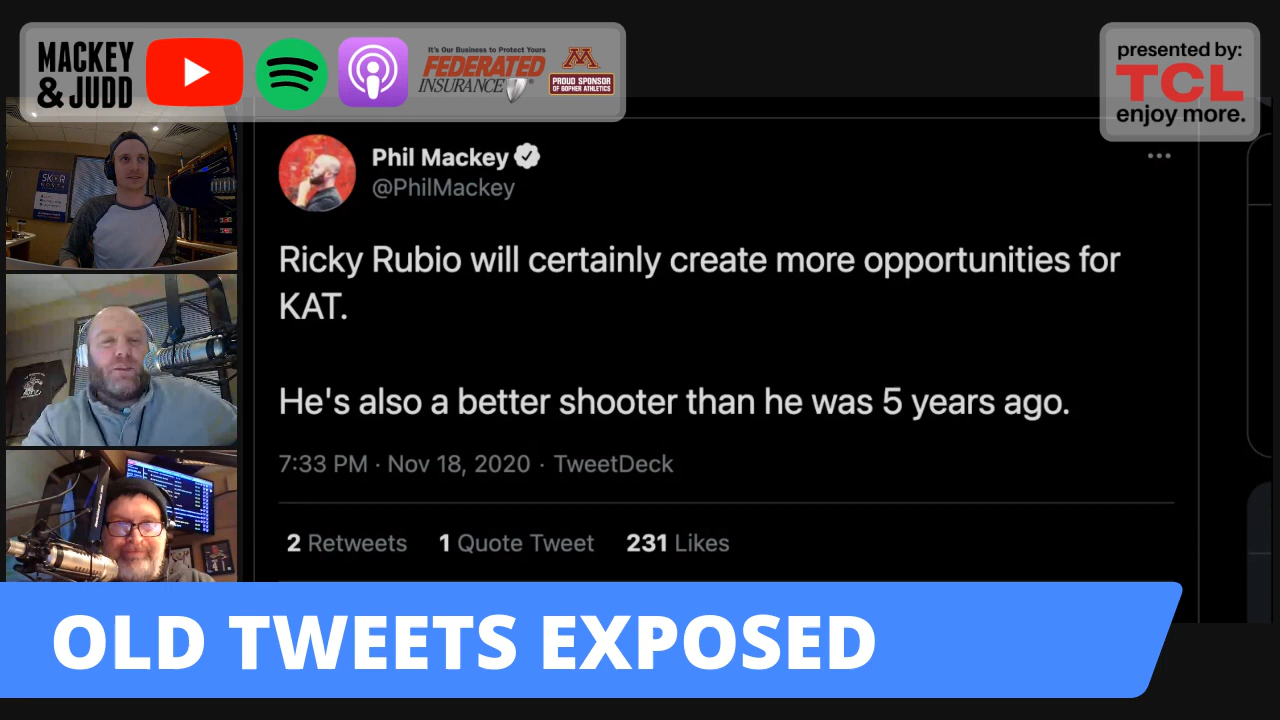 MACKEY
& JUDD
It's Our Business to Protect Yours
FEDERATED
INSURANCE
M
PROUD SPONSOR
OF GOPHER ATHLETICS
presented by:
TCL
enjoy more.
SKOR
NORTH
Phil Mackey
@PhilMackey
Ricky Rubio will certainly create more opportunities for
KAT.
He's also a better shooter than he was 5 years ago.
7:33 PM · Nov 18, 2020 · TweetDeck
2 Retweets 1 Quote Tweet 231 Likes
OLD TWEETS EXPOSED